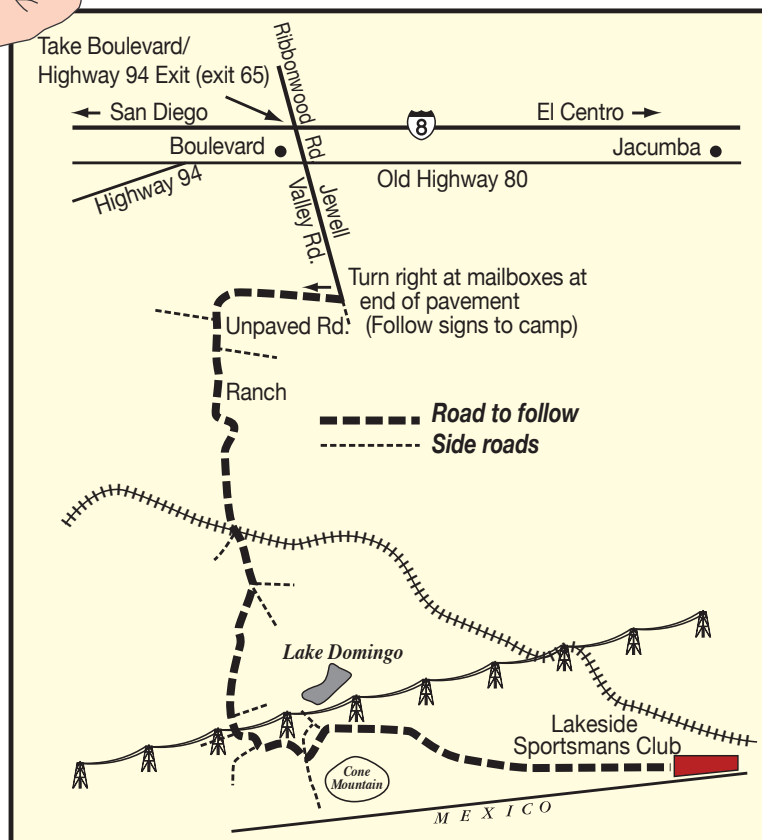 Take Boulevard/
Highway 94 Exit (exit 65)
Ribbonwood Rd.
San Diego
8
El Centro
Boulevard
Jacumba
Highway 94
Old Highway 80
Jewell
Valley Rd.
Turn right at mailboxes at
end of pavement
(Follow signs to camp)
Unpaved Rd.
Ranch
Road to follow
Side roads
Lake Domingo
Lakeside
Sportsmans Club
Cone
Mountain
MEXICO